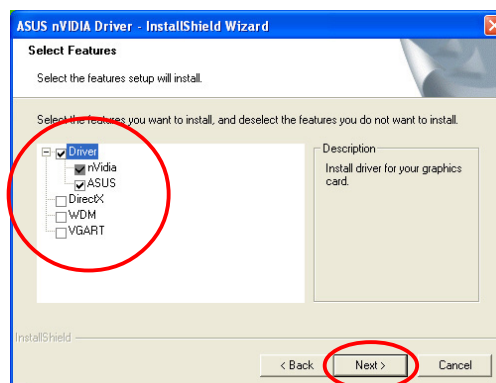 ASUS nVIDIA Driver - InstallShield Wizard
Select Features
Select the features setup will install.
Select the features you want to install, and deselect the features you do not want to install.
Driver
nVidia
ASUS
DirectX
WDM
VGART
Description
Install driver for your graphics
card.
InstallShield
< Back Next > Cancel